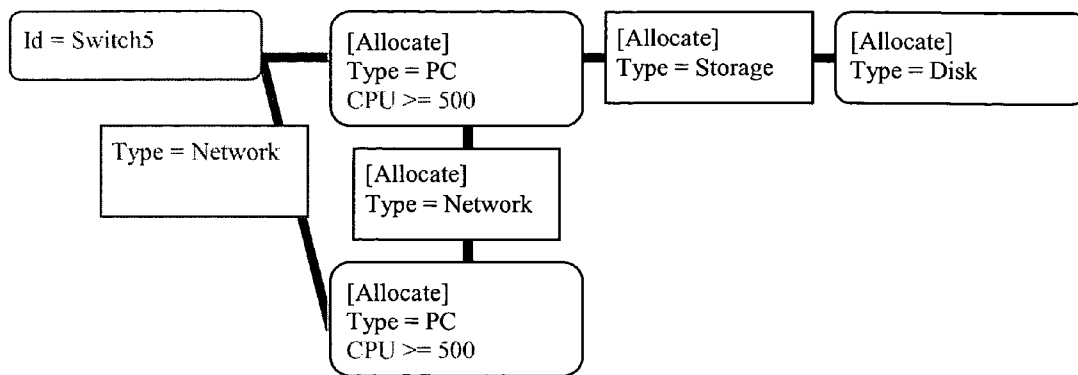 Id = Switch5
[Allocate]
Type = PC
CPU >= 500
[Allocate]
Type = Storage
[Allocate]
Type = Disk
Type = Network
[Allocate]
Type = Network
[Allocate]
Type = PC
CPU >= 500